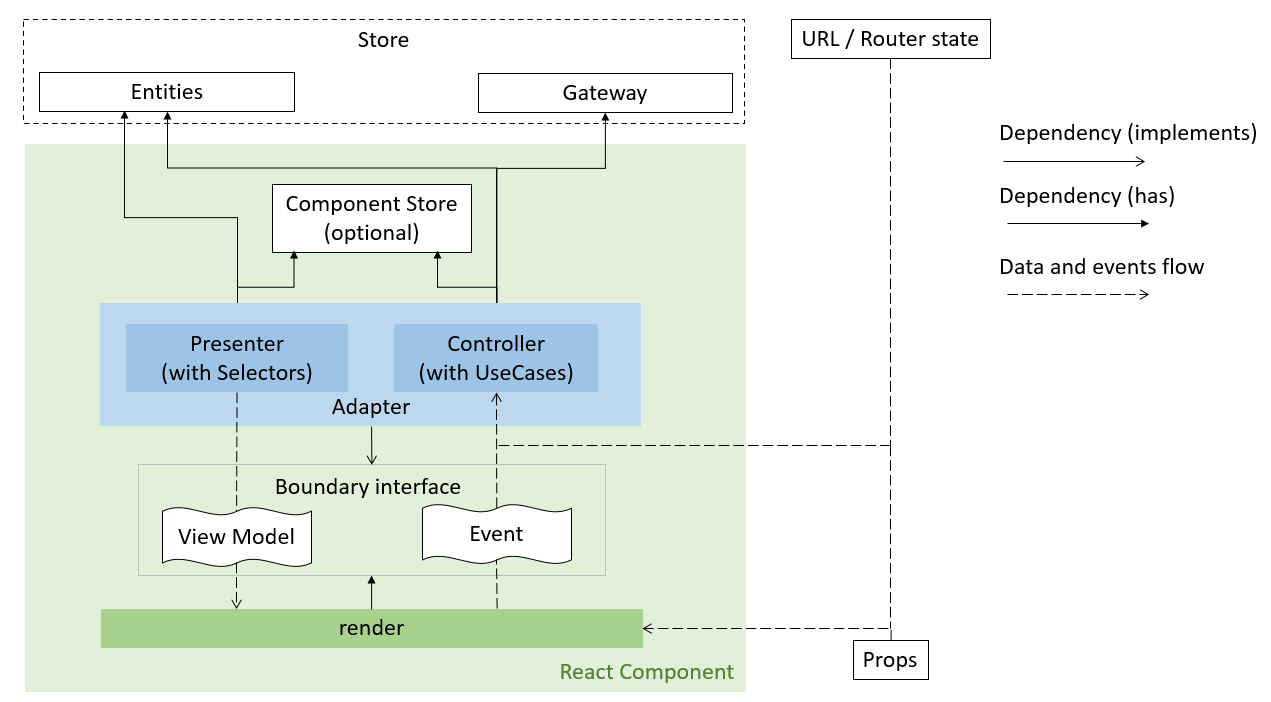 Store
URL / Router state
Entities
Gateway
Dependency (implements)
Dependency (has)
Component Store
(optional)
Data and events flow
Presenter
(with Selectors)
Controller
(with UseCases)
Adapter
Boundary interface
View Model
Event
render
Props
React Component